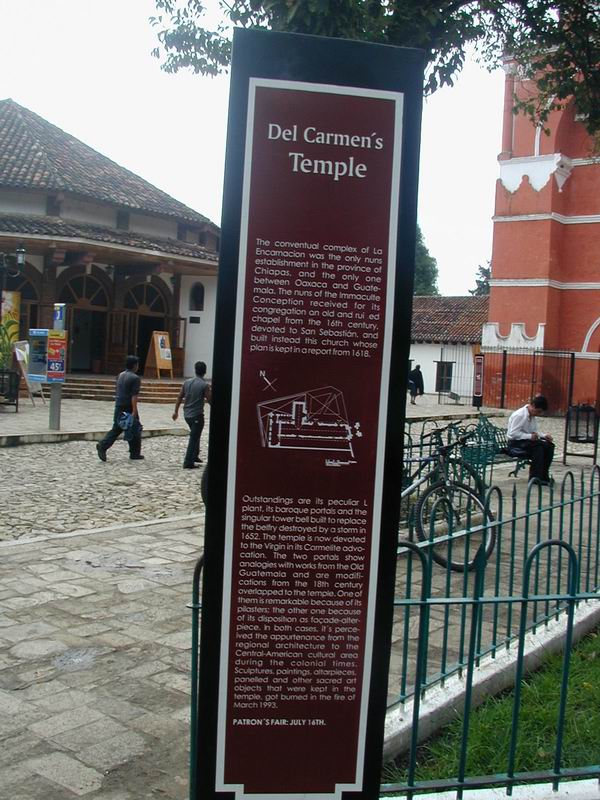 Del Carmen´s
Temple
The conventual complex of La
Encarnacion was the only nuns
establishment in the province of
Chiapas, and the only one
between Oaxaca and Guate-
mala. The nuns of the Immaculte
Conception received for its
congregation an old and rui ed
chapel from the 16th century,
devoted to San Sebastián, and
built instead this church whose
plan is kept in a report from 1618.
N
Outstandings are its peculiar L
plant, its baroque portals and the
singular tower bell built to replace
the belfry destroyed by a storm in
1652. The temple is now devoted
to the Virgin in its Carmelite advo-
cation. The two portals show
analogies with works from the Old
Guatemala and are modifi-
cations from the 18th century
overlapped to the temple. One of
them is remarkable because of its
pilasters; the other one because
of its disposition as façade-alter-
piece. In both cases, it´s perce-
ived the appurtenance from the
regional architecture to the
Central-American cultural area
during the colonial times.
Sculptures, paintings, altarpieces,
panelled and other sacred art
objects that were kept in the
temple, got burned in the fire of
March 1993.
PATRON´S FAIR: JULY 16TH.
45